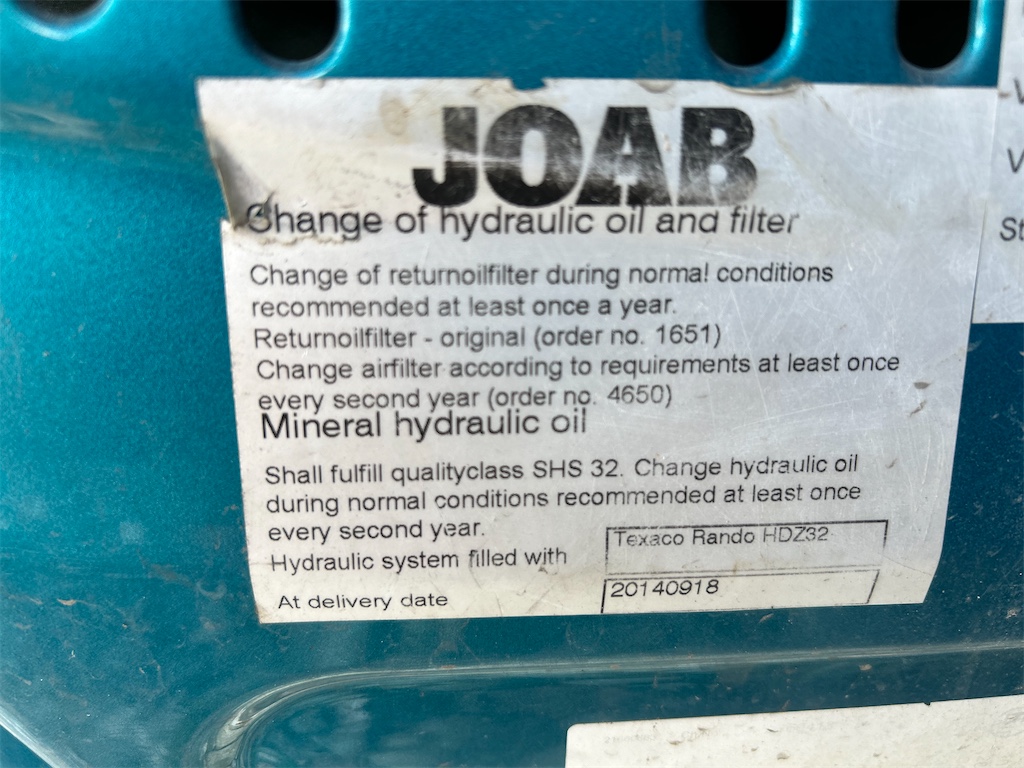 JOAB
Change of hydraulic oil and filter
Change of returnoilfilter during normal conditions
recommended at least once a year.
Returnoilfilter - original (order no. 1651)
Change airfilter according to requirements at least once
every second year (order no. 4650)
Mineral hydraulic oil
Shall fulfill qualityclass SHS 32. Change hydraulic oil
during normal conditions recommended at least once
every second year.
Hydraulic system filled with
Texaco Rando HDZ32
At delivery date
20140918
V
V
St